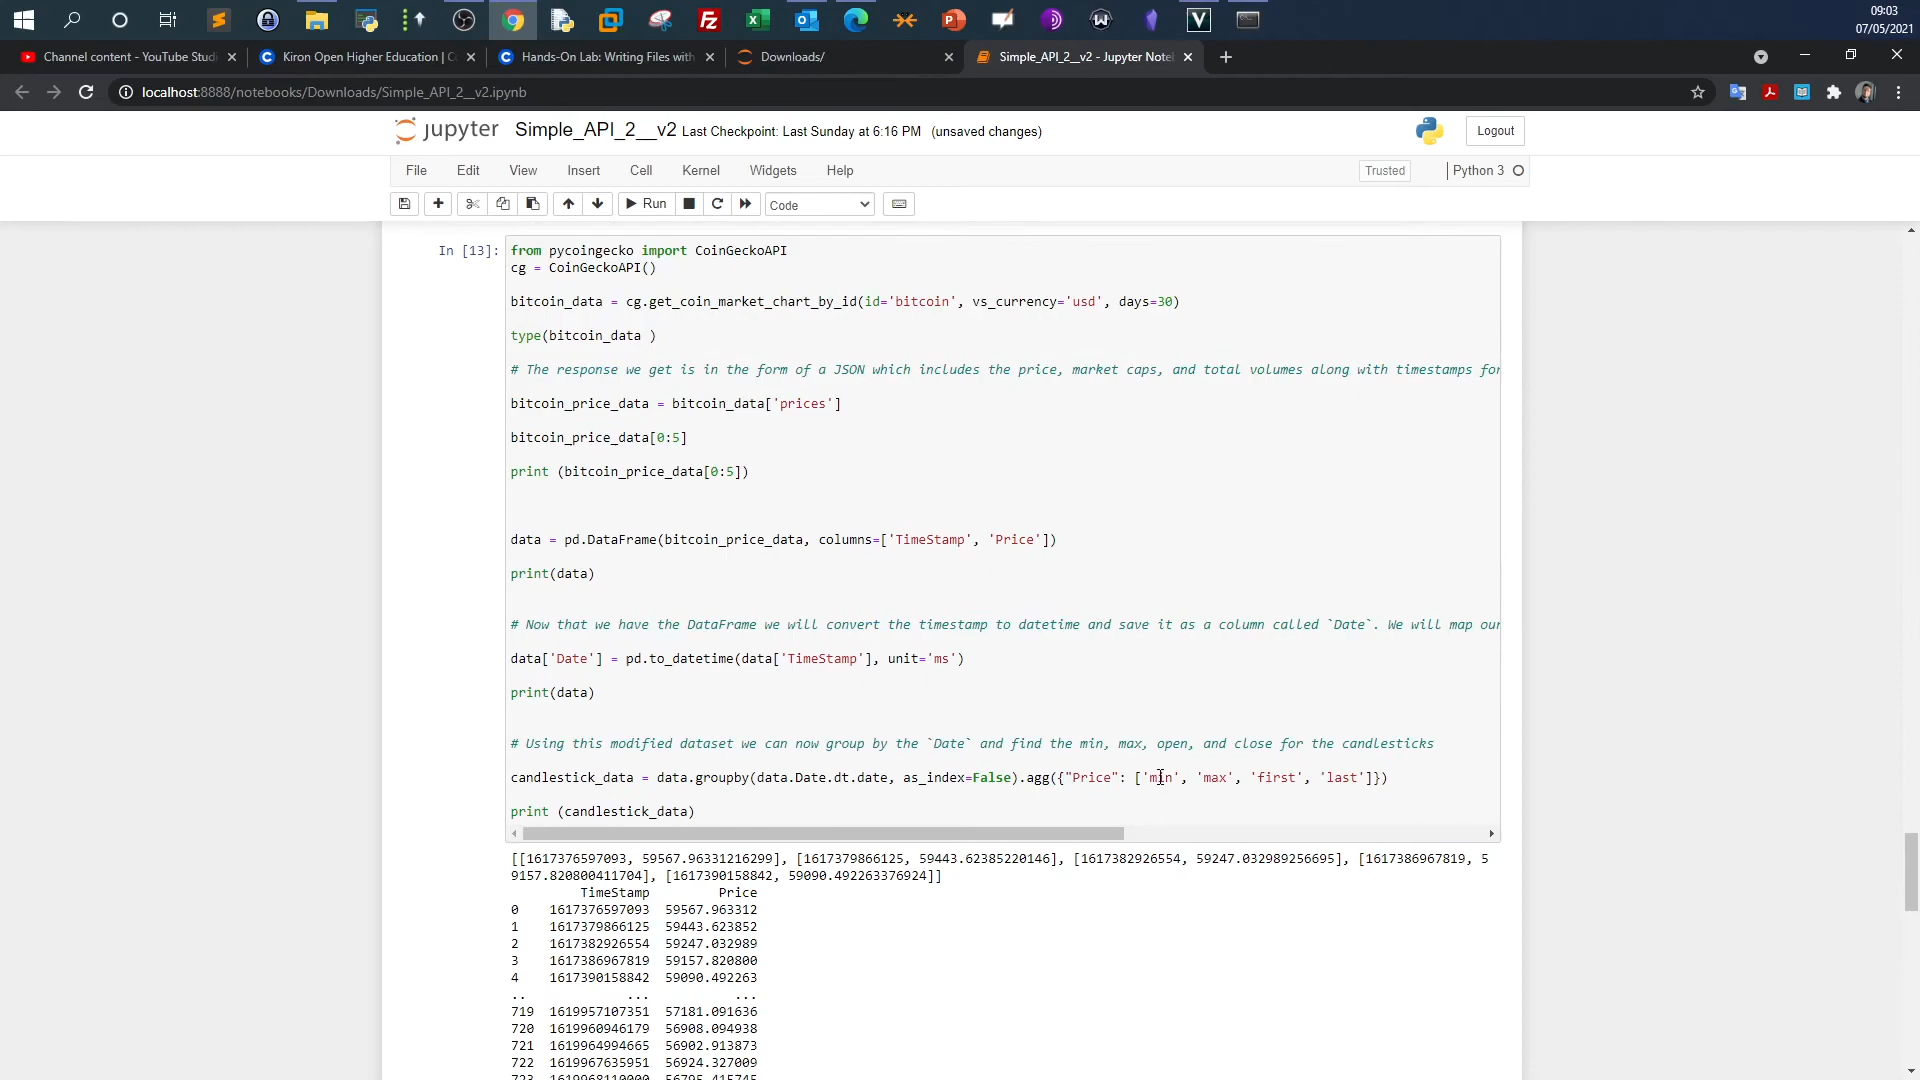 09:03
07/05/2021
Channel content - YouTube Studi
Kiron Open Higher Education | C
Hands-On Lab: Writing Files with
Downloads/
Simple_API_2__v2 - Jupyter Note
localhost:8888/notebooks/Downloads/Simple_API_2__v2.ipynb
jupyter Simple_API_2__v2 Last Checkpoint: Last Sunday at 6:16 PM (unsaved changes)
Logout
File Edit View Insert Cell Kernel Widgets Help
Trusted
Python 3
Run
Code
In [13]:
from pycoingecko import CoinGeckoAPI
cg = CoinGeckoAPI()
bitcoin_data = cg.get_coin_market_chart_by_id(id='bitcoin', vs_currency='usd', days=30)
type(bitcoin_data )
# The response we get is in the form of a JSON which includes the price, market caps, and total volumes along with timestamps for
bitcoin_price_data = bitcoin_data['prices']
bitcoin_price_data[0:5]
print (bitcoin_price_data[0:5])
data = pd.DataFrame(bitcoin_price_data, columns=['TimeStamp', 'Price'])
print(data)
# Now that we have the DataFrame we will convert the timestamp to datetime and save it as a column called `Date`. We will map our
data['Date'] = pd.to_datetime(data['TimeStamp'], unit='ms')
print(data)
# Using this modified dataset we can now group by the `Date` and find the min, max, open, and close for the candlesticks
candlestick_data = data.groupby(data.Date.dt.date, as_index=False).agg({"Price": ['min', 'max', 'first', 'last']})
print (candlestick_data)
[[1617376597093, 59567.96331216299], [1617379866125, 59443.62385220146], [1617382926554, 59247.032989256695], [1617386967819, 5
9157.820800411704], [1617390158842, 59090.492263376924]]
TimeStamp Price
0 1617376597093 59567.963312
1 1617379866125 59443.623852
2 1617382926554 59247.032989
3 1617386967819 59157.820800
4 1617390158842 59090.492263
.. ... ...
719 1619957107351 57181.091636
720 1619960946179 56908.094938
721 1619964994665 56902.913873
722 1619967635951 56924.327009
723 1619968110000 56795.415745